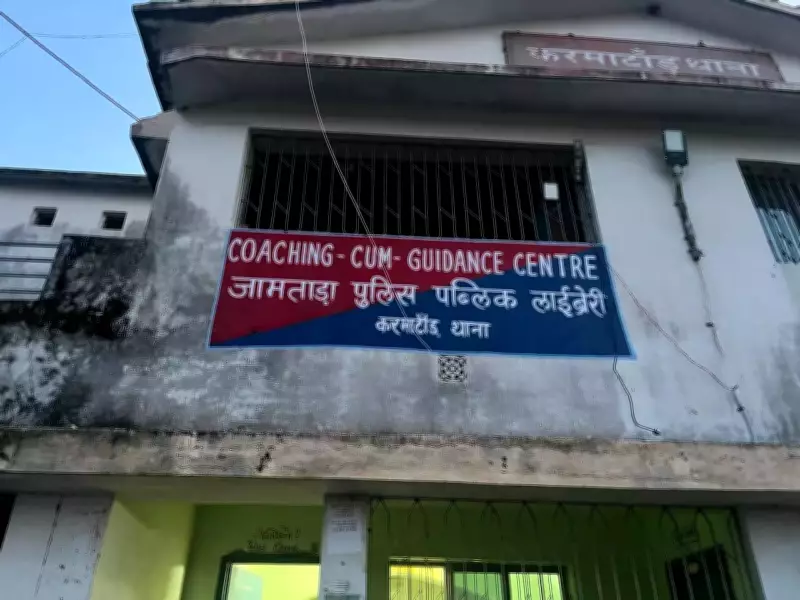 करमाटाँड़ थाना
COACHING-CUM-GUIDANCE CENTRE
जामताड़ा पुलिस पब्लिक लाईब्रेरी
करमाटाँड़ थाना